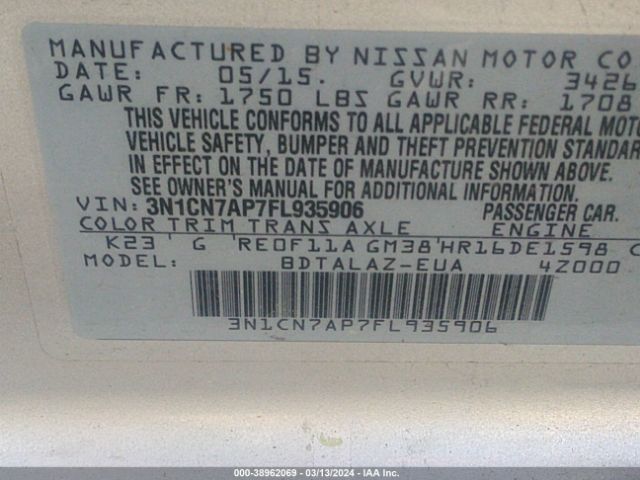 MANUFACTURED BY NISSAN MOTOR CO
DATE: 05/15. GVWR: 3426
GAWR FR: 1750 LBS GAWR RR: 1708
THIS VEHICLE CONFORMS TO ALL APPLICABLE FEDERAL MOTO
VEHICLE SAFETY, BUMPER AND THEFT PREVENTION STANDAR
IN EFFECT ON THE DATE OF MANUFACTURE SHOWN ABOVE.
SEE OWNER'S MANUAL FOR ADDITIONAL INFORMATION.
VIN: 3N1CN7AP7FL935906 PASSENGER CAR.
COLOR TRIM TRANS AXLE ENGINE
K23 G RE0F11A GM38 HR16DE1598 C
MODEL: BDTALAZ-EUA 4Z000
3N1CN7AP7FL935906
000-38962069 - 03/13/2024 - IAA Inc.